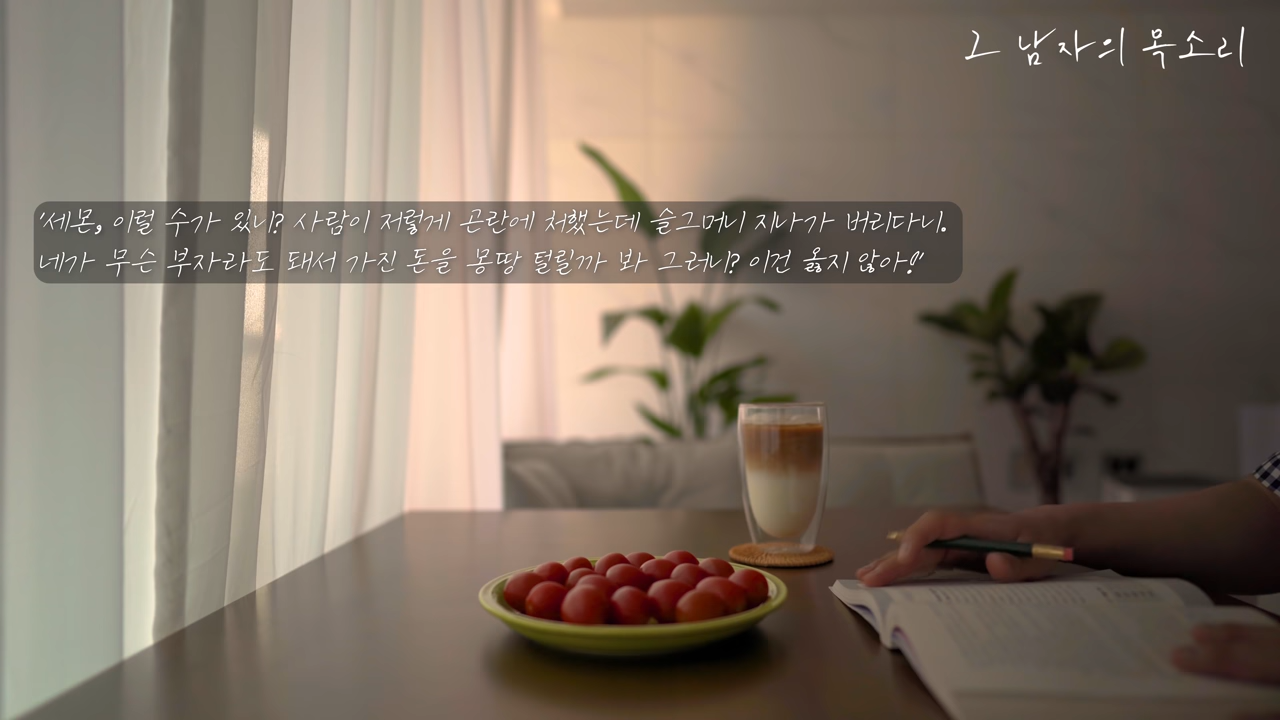 그 남자의 목소리
'세몬, 이럴 수가 있니? 사람이 저렇게 곤란에 처했는데 슬그머니 지나가 버리다니.
네가 무슨 부자라도 돼서 가진 돈을 몽땅 털릴까 봐 그러니? 이건 옳지 않아!'